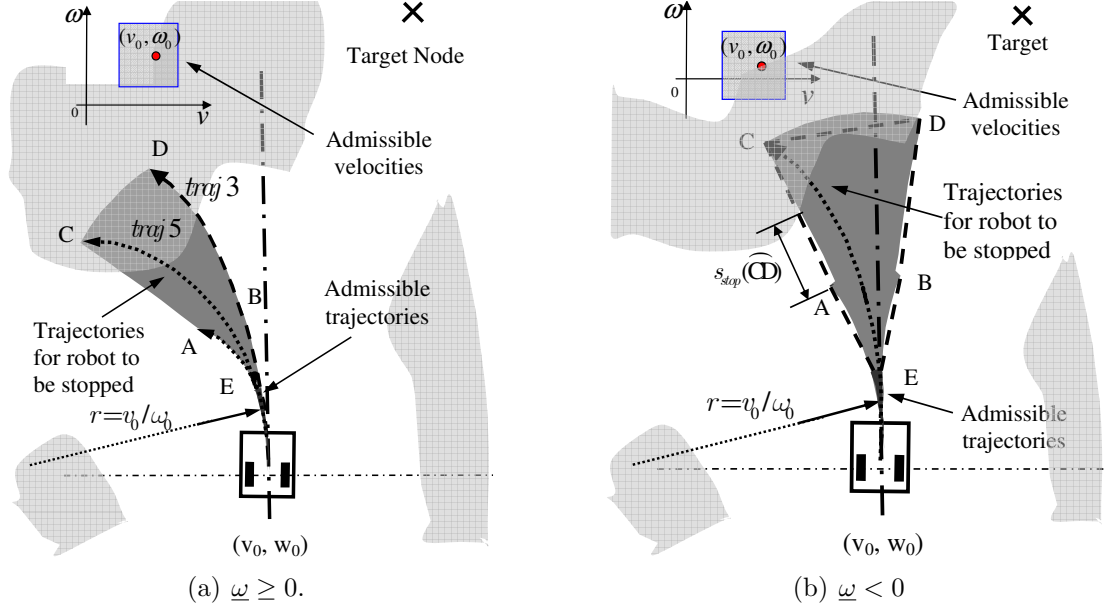 ω
(v₀, ω₀)
0
v
Target Node
Admissible
velocities
D
traj 3
C
traj 5
B
Admissible
trajectories
A
Trajectories
for robot to
be stopped
E
r=v₀/ω₀
(v₀, w₀)
(a) ω ≥ 0.
ω
(v₀, ω₀)
0
v
Target
Admissible
velocities
C
D
Trajectories
for robot to
be stopped
s_stop(CD)
A
B
E
r=v₀/ω₀
Admissible
trajectories
(v₀, w₀)
(b) ω < 0